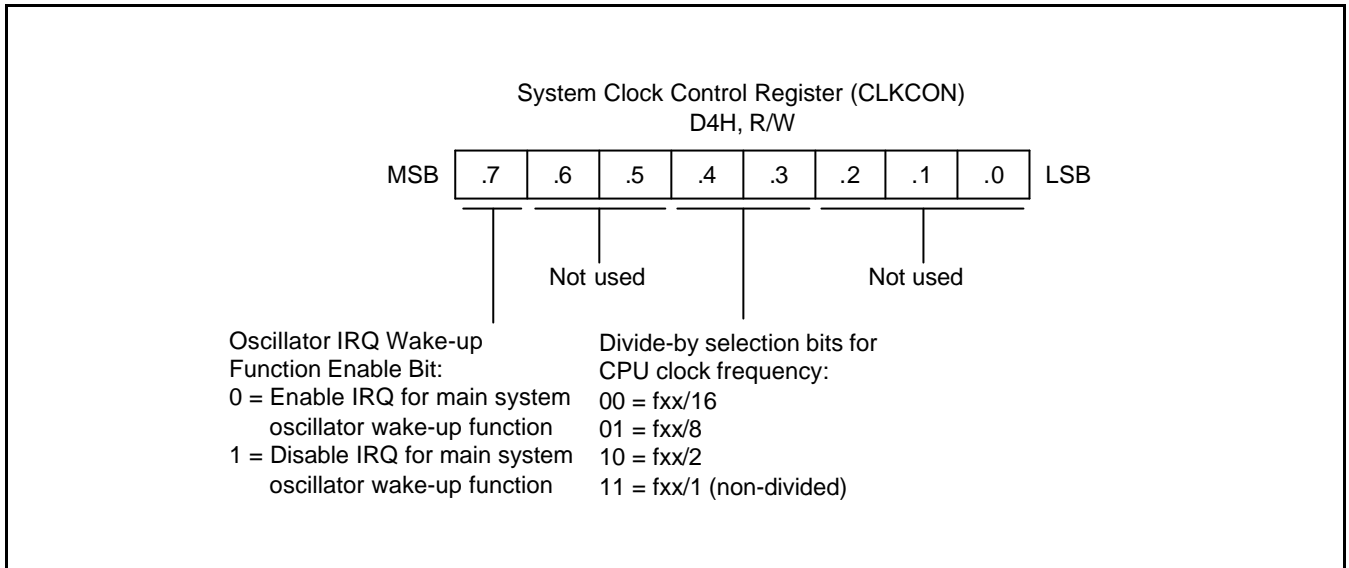 System Clock Control Register (CLKCON)
D4H, R/W
MSB .7 .6 .5 .4 .3 .2 .1 .0 LSB
Not used
Not used
Oscillator IRQ Wake-up
Function Enable Bit:
0 = Enable IRQ for main system
oscillator wake-up function
1 = Disable IRQ for main system
oscillator wake-up function
Divide-by selection bits for
CPU clock frequency:
00 = fxx/16
01 = fxx/8
10 = fxx/2
11 = fxx/1 (non-divided)